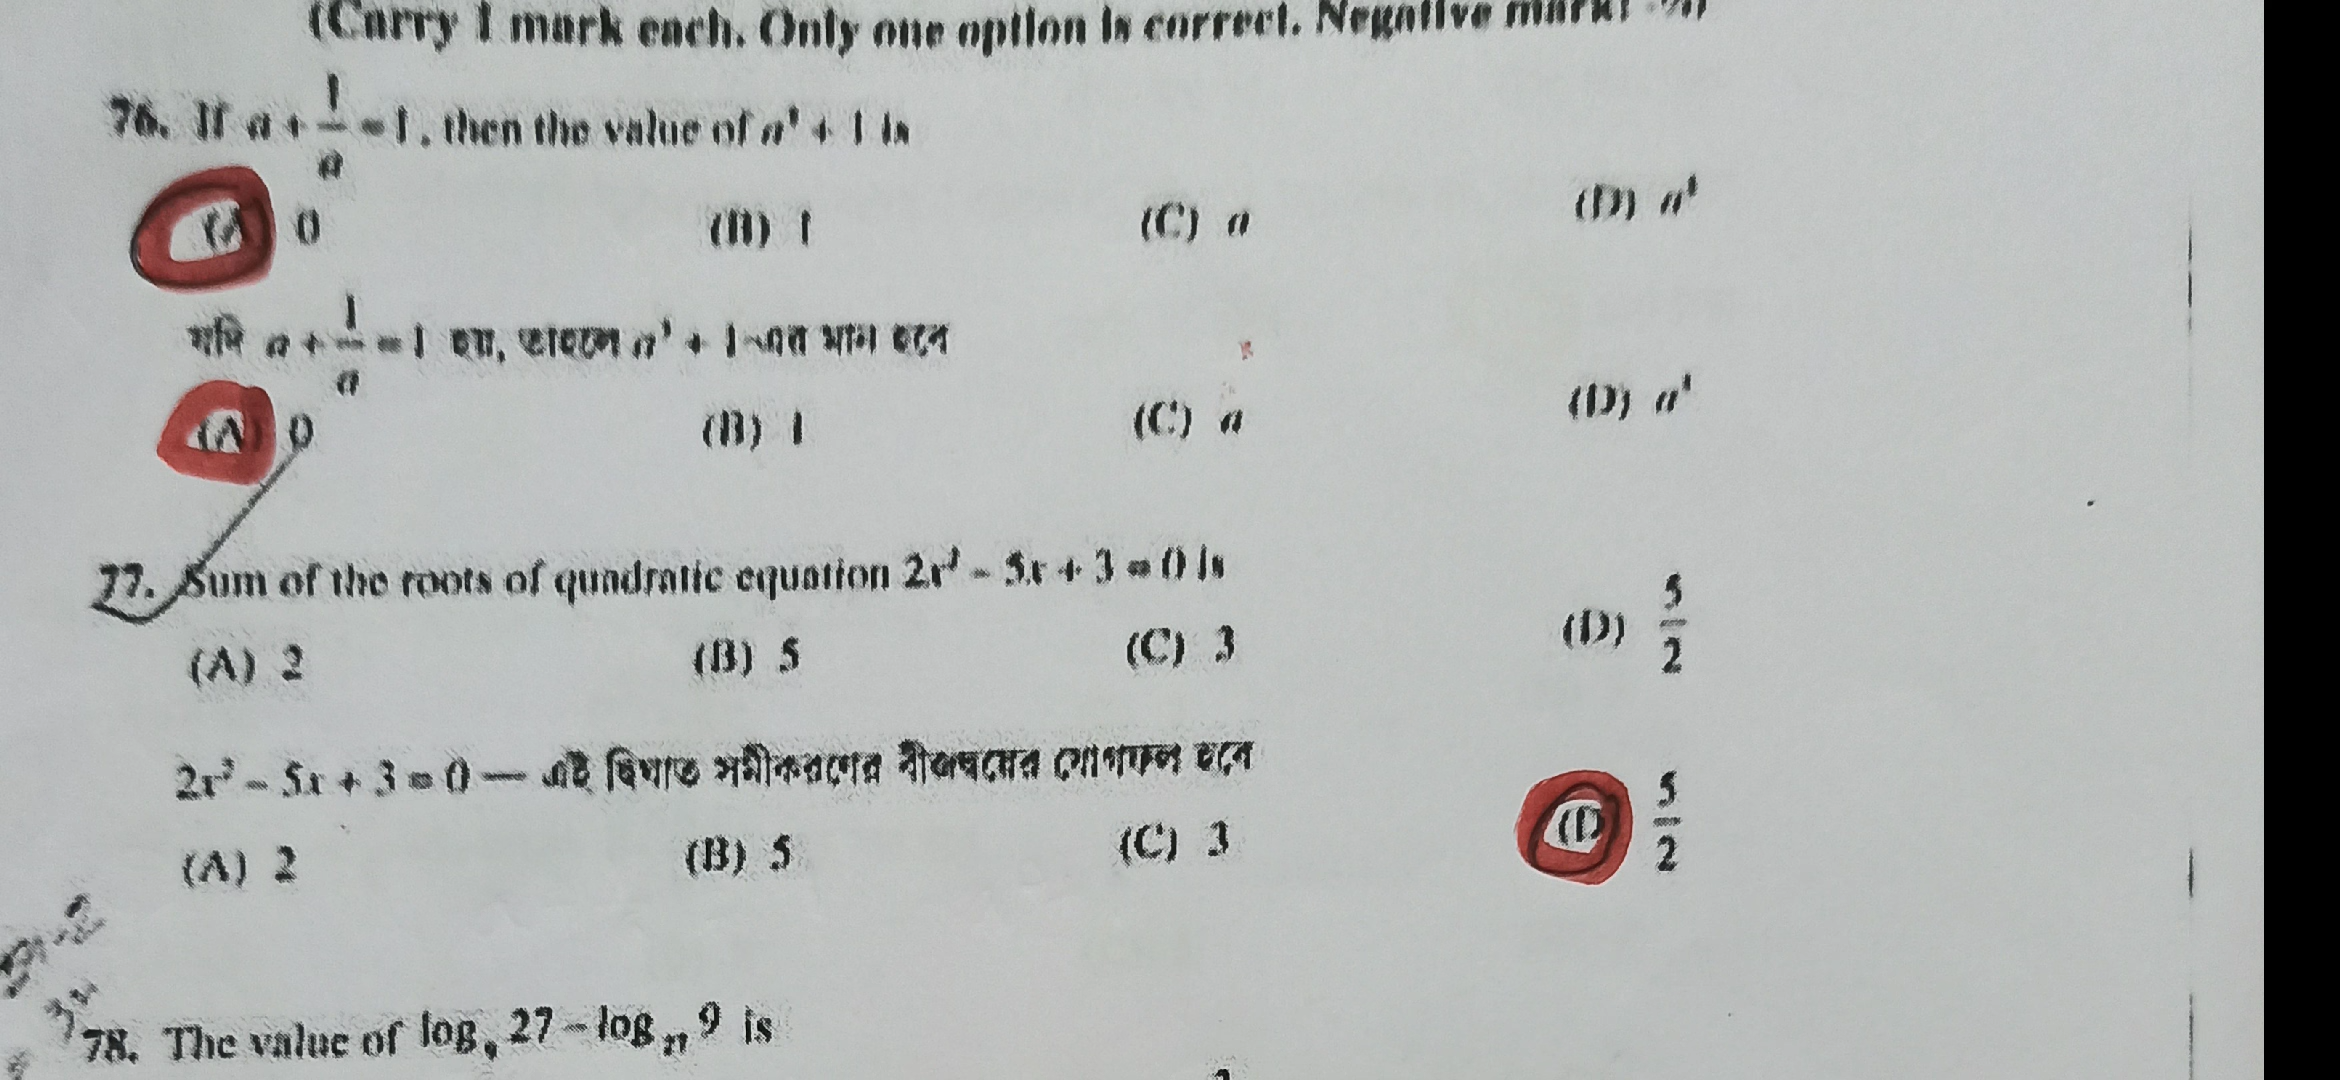 (Carry 1 mark each. Only one option is correct. Negative
76. If a + 1/a = 1, then the value of a³ + 1 is
(A) 0 (B) 1 (C) a (D)
যদি a + 1/a = 1 হয়, তাহলে a³ + 1-এর মান হবে
(A) 0 (B) 1 (C) a (D)
77. Sum of the roots of quadratic equation 2x² - 5x + 3 = 0 is
(A) 2 (B) 5 (C) 3 (D) 5/2
2x² - 5x + 3 = 0 — এই দ্বিঘাত সমীকরণের বীজদ্বয়ের যোগফল হবে
(A) 2 (B) 5 (C) 3 (D) 5/2
78. The value of log₉ 27 - log₂₇ 9 is